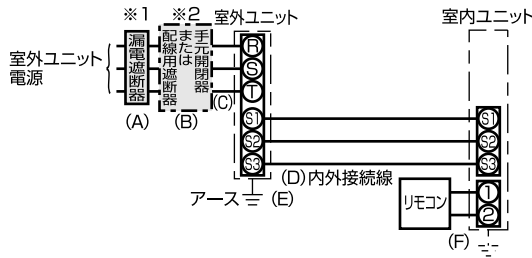 ※1
※2
室外ユニット
室内ユニット
室外ユニット
電源
漏電遮断器
手元開閉器
または
配線用遮断器
R
S
T
S1
S2
S3
S1
S2
S3
(A)
(B)
(C)
(D)内外接続線
アース
(E)
リモコン
1
2
(F)